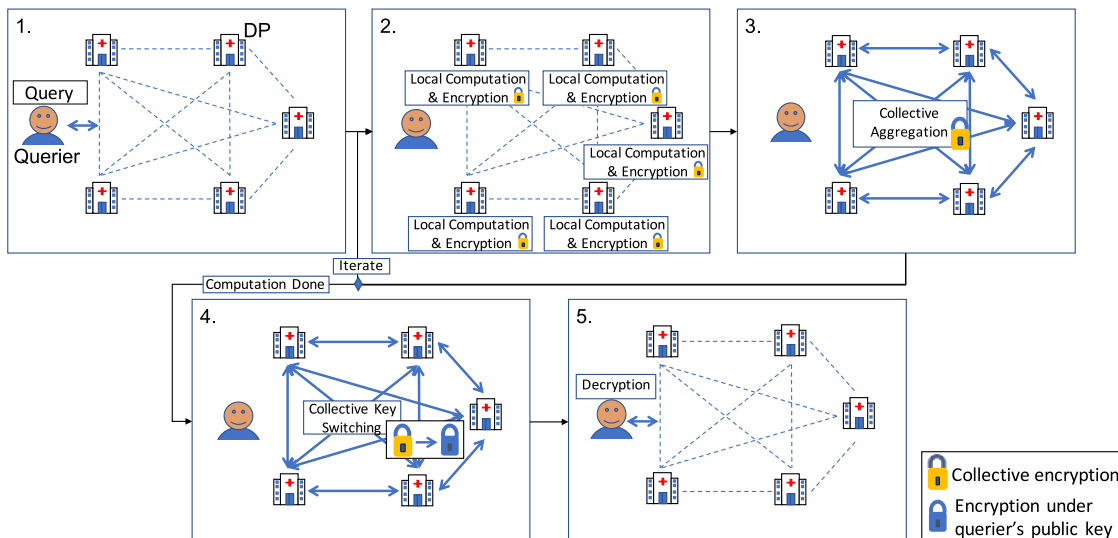 1.
DP
Query
Querier
2.
Local Computation
& Encryption
Local Computation
& Encryption
Local Computation
& Encryption
Local Computation
& Encryption
Local Computation
& Encryption
3.
Collective
Aggregation
Iterate
Computation Done
4.
Collective Key
Switching
5.
Decryption
Collective encryption
Encryption under
querier's public key